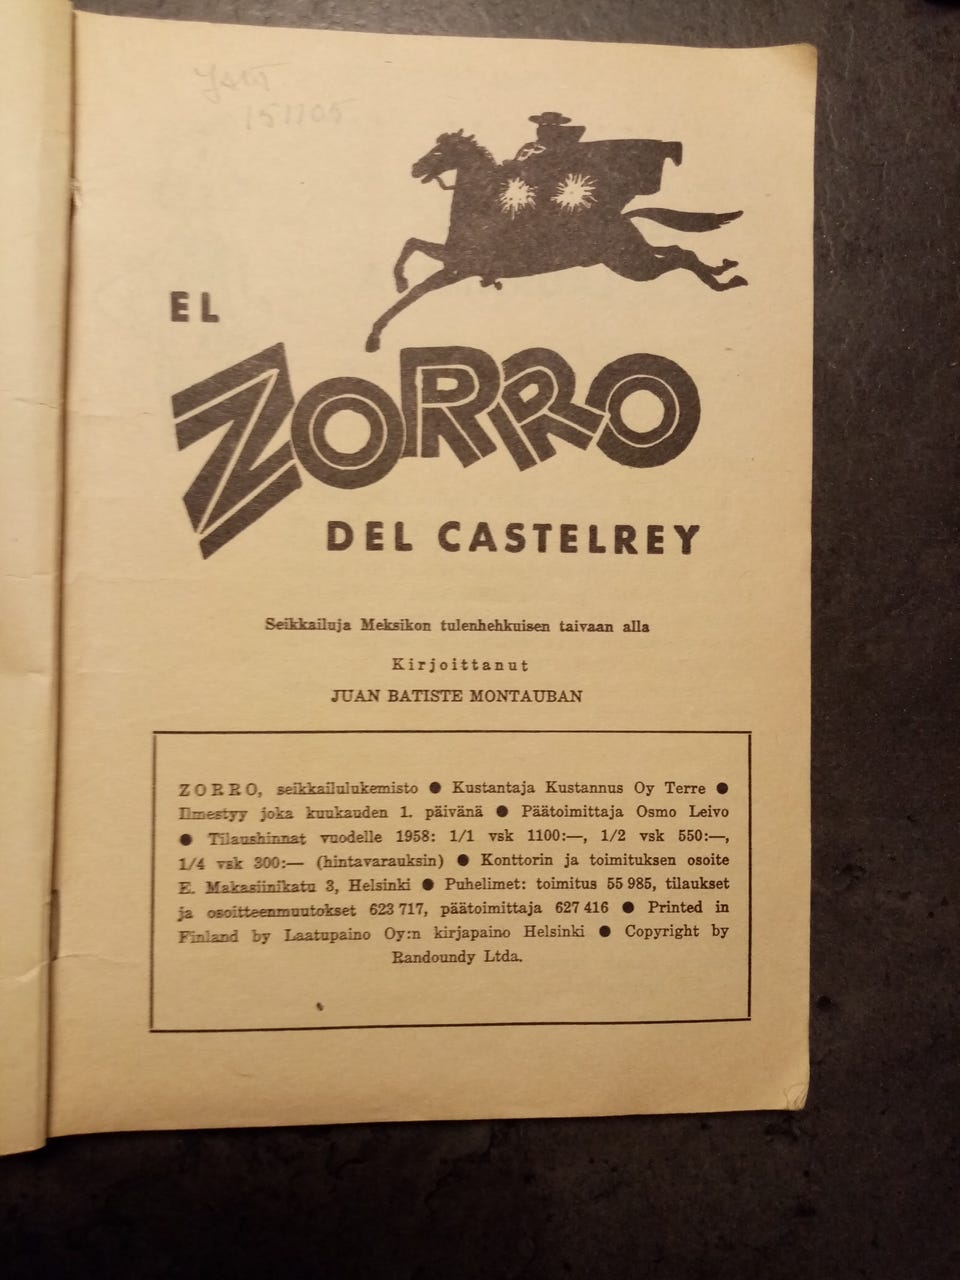 151105
EL
ZORRO
DEL CASTELREY
Seikkailuja Meksikon tulenhehkuisen taivaan alla
Kirjoittanut
JUAN BATISTE MONTAUBAN
ZORRO, seikkailulukemisto ● Kustantaja Kustannus Oy Terre ●
Ilmestyy joka kuukauden 1. päivänä ● Päätoimittaja Osmo Leivo
● Tilaushinnat vuodelle 1958: 1/1 vsk 1100:—, 1/2 vsk 550:—,
1/4 vsk 300:— (hintavarauksin) ● Konttorin ja toimituksen osoite
E. Makasiinikatu 3, Helsinki ● Puhelimet: toimitus 55 985, tilaukset
ja osoitteenmuutokset 623 717, päätoimittaja 627 416 ● Printed in
Finland by Laatupaino Oy:n kirjapaino Helsinki ● Copyright by
Randoundy Ltda.